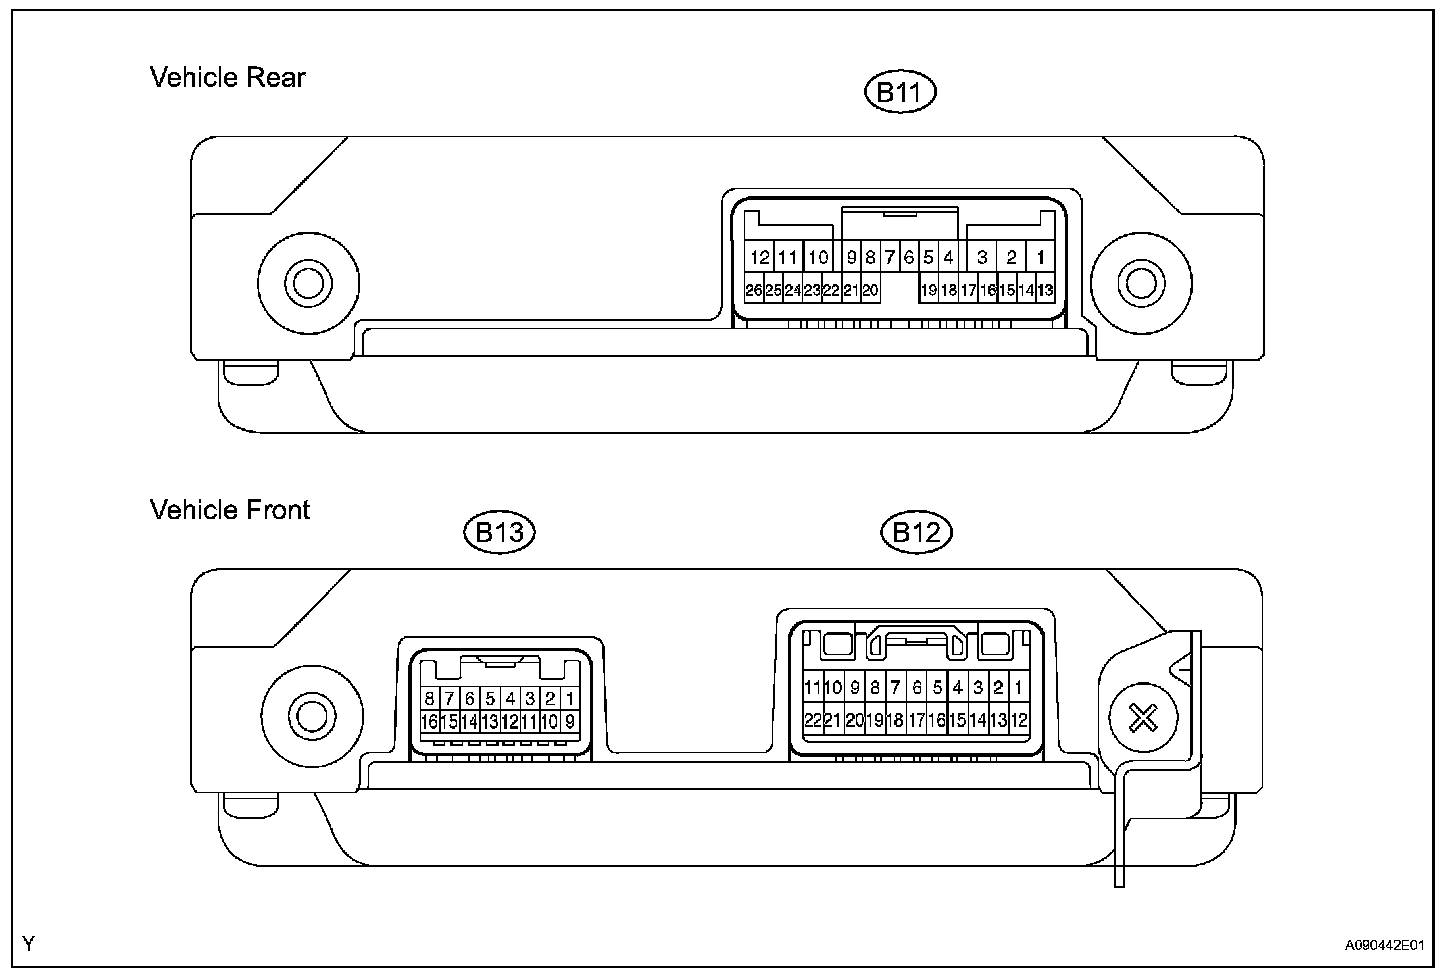 Vehicle Rear
B11
12 11 10 9 8 7 6 5 4 3 2 1
26 25 24 23 22 21 20 19 18 17 16 15 14 13
Vehicle Front
B13
B12
8 7 6 5 4 3 2 1
16 15 14 13 12 11 10 9
11 10 9 8 7 6 5 4 3 2 1
22 21 20 19 18 17 16 15 14 13 12
Y
A090442E01